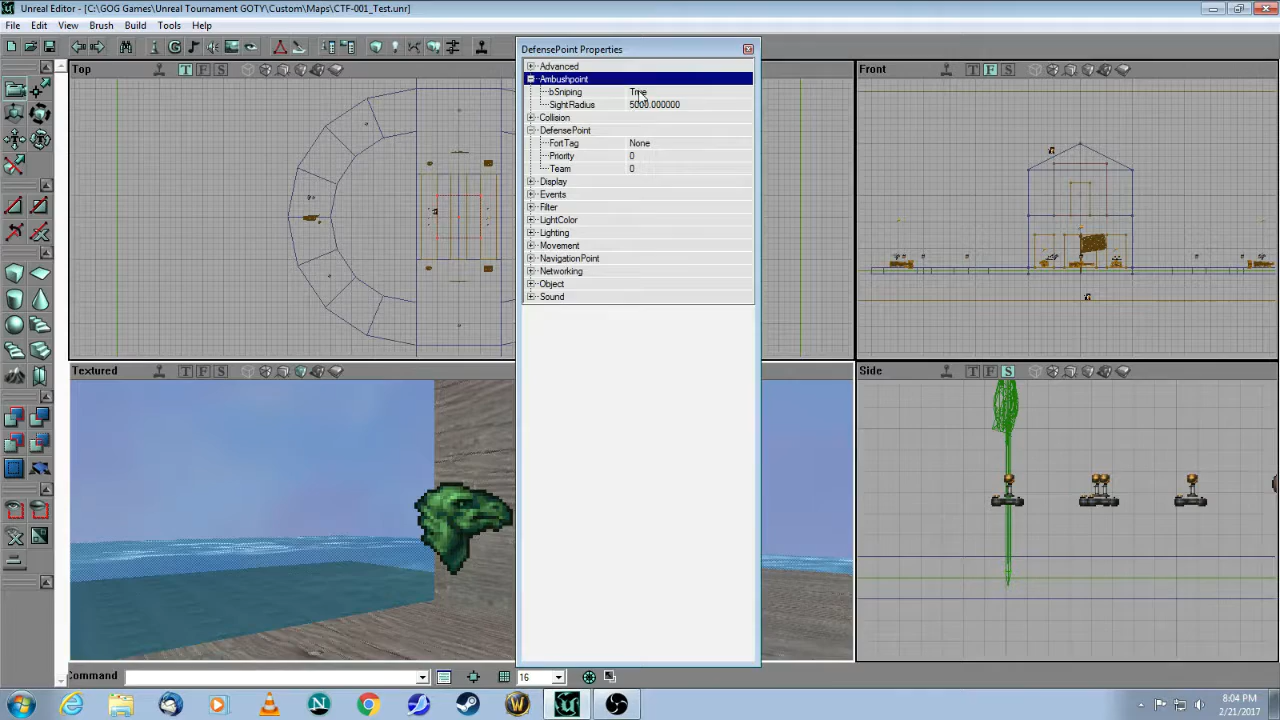 Unreal Editor - [C:\GOG Games\Unreal Tournament GOTY\Custom\Maps\CTF-001_Test.unr]
File Edit View Brush Build Tools Help
DefensePoint Properties
Top T F S
Front T F S
Advanced
Ambushpoint
bSniping True
SightRadius 5000.000000
Collision
DefensePoint
FortTag None
Priority 0
Team 0
Display
Events
Filter
LightColor
Lighting
Movement
NavigationPoint
Networking
Object
Sound
Textured T F S
Side T F S
Command 16
8:04 PM
2/21/2017